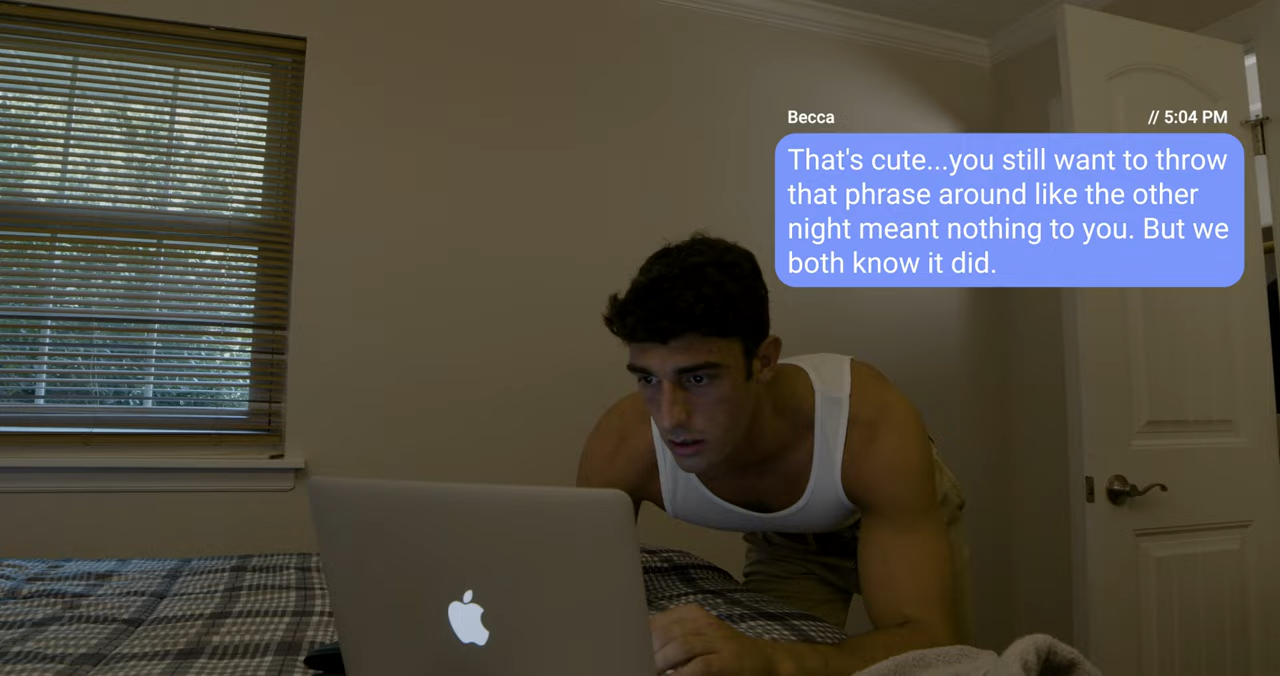 Becca // 5:04 PM
That's cute...you still want to throw
that phrase around like the other
night meant nothing to you. But we
both know it did.